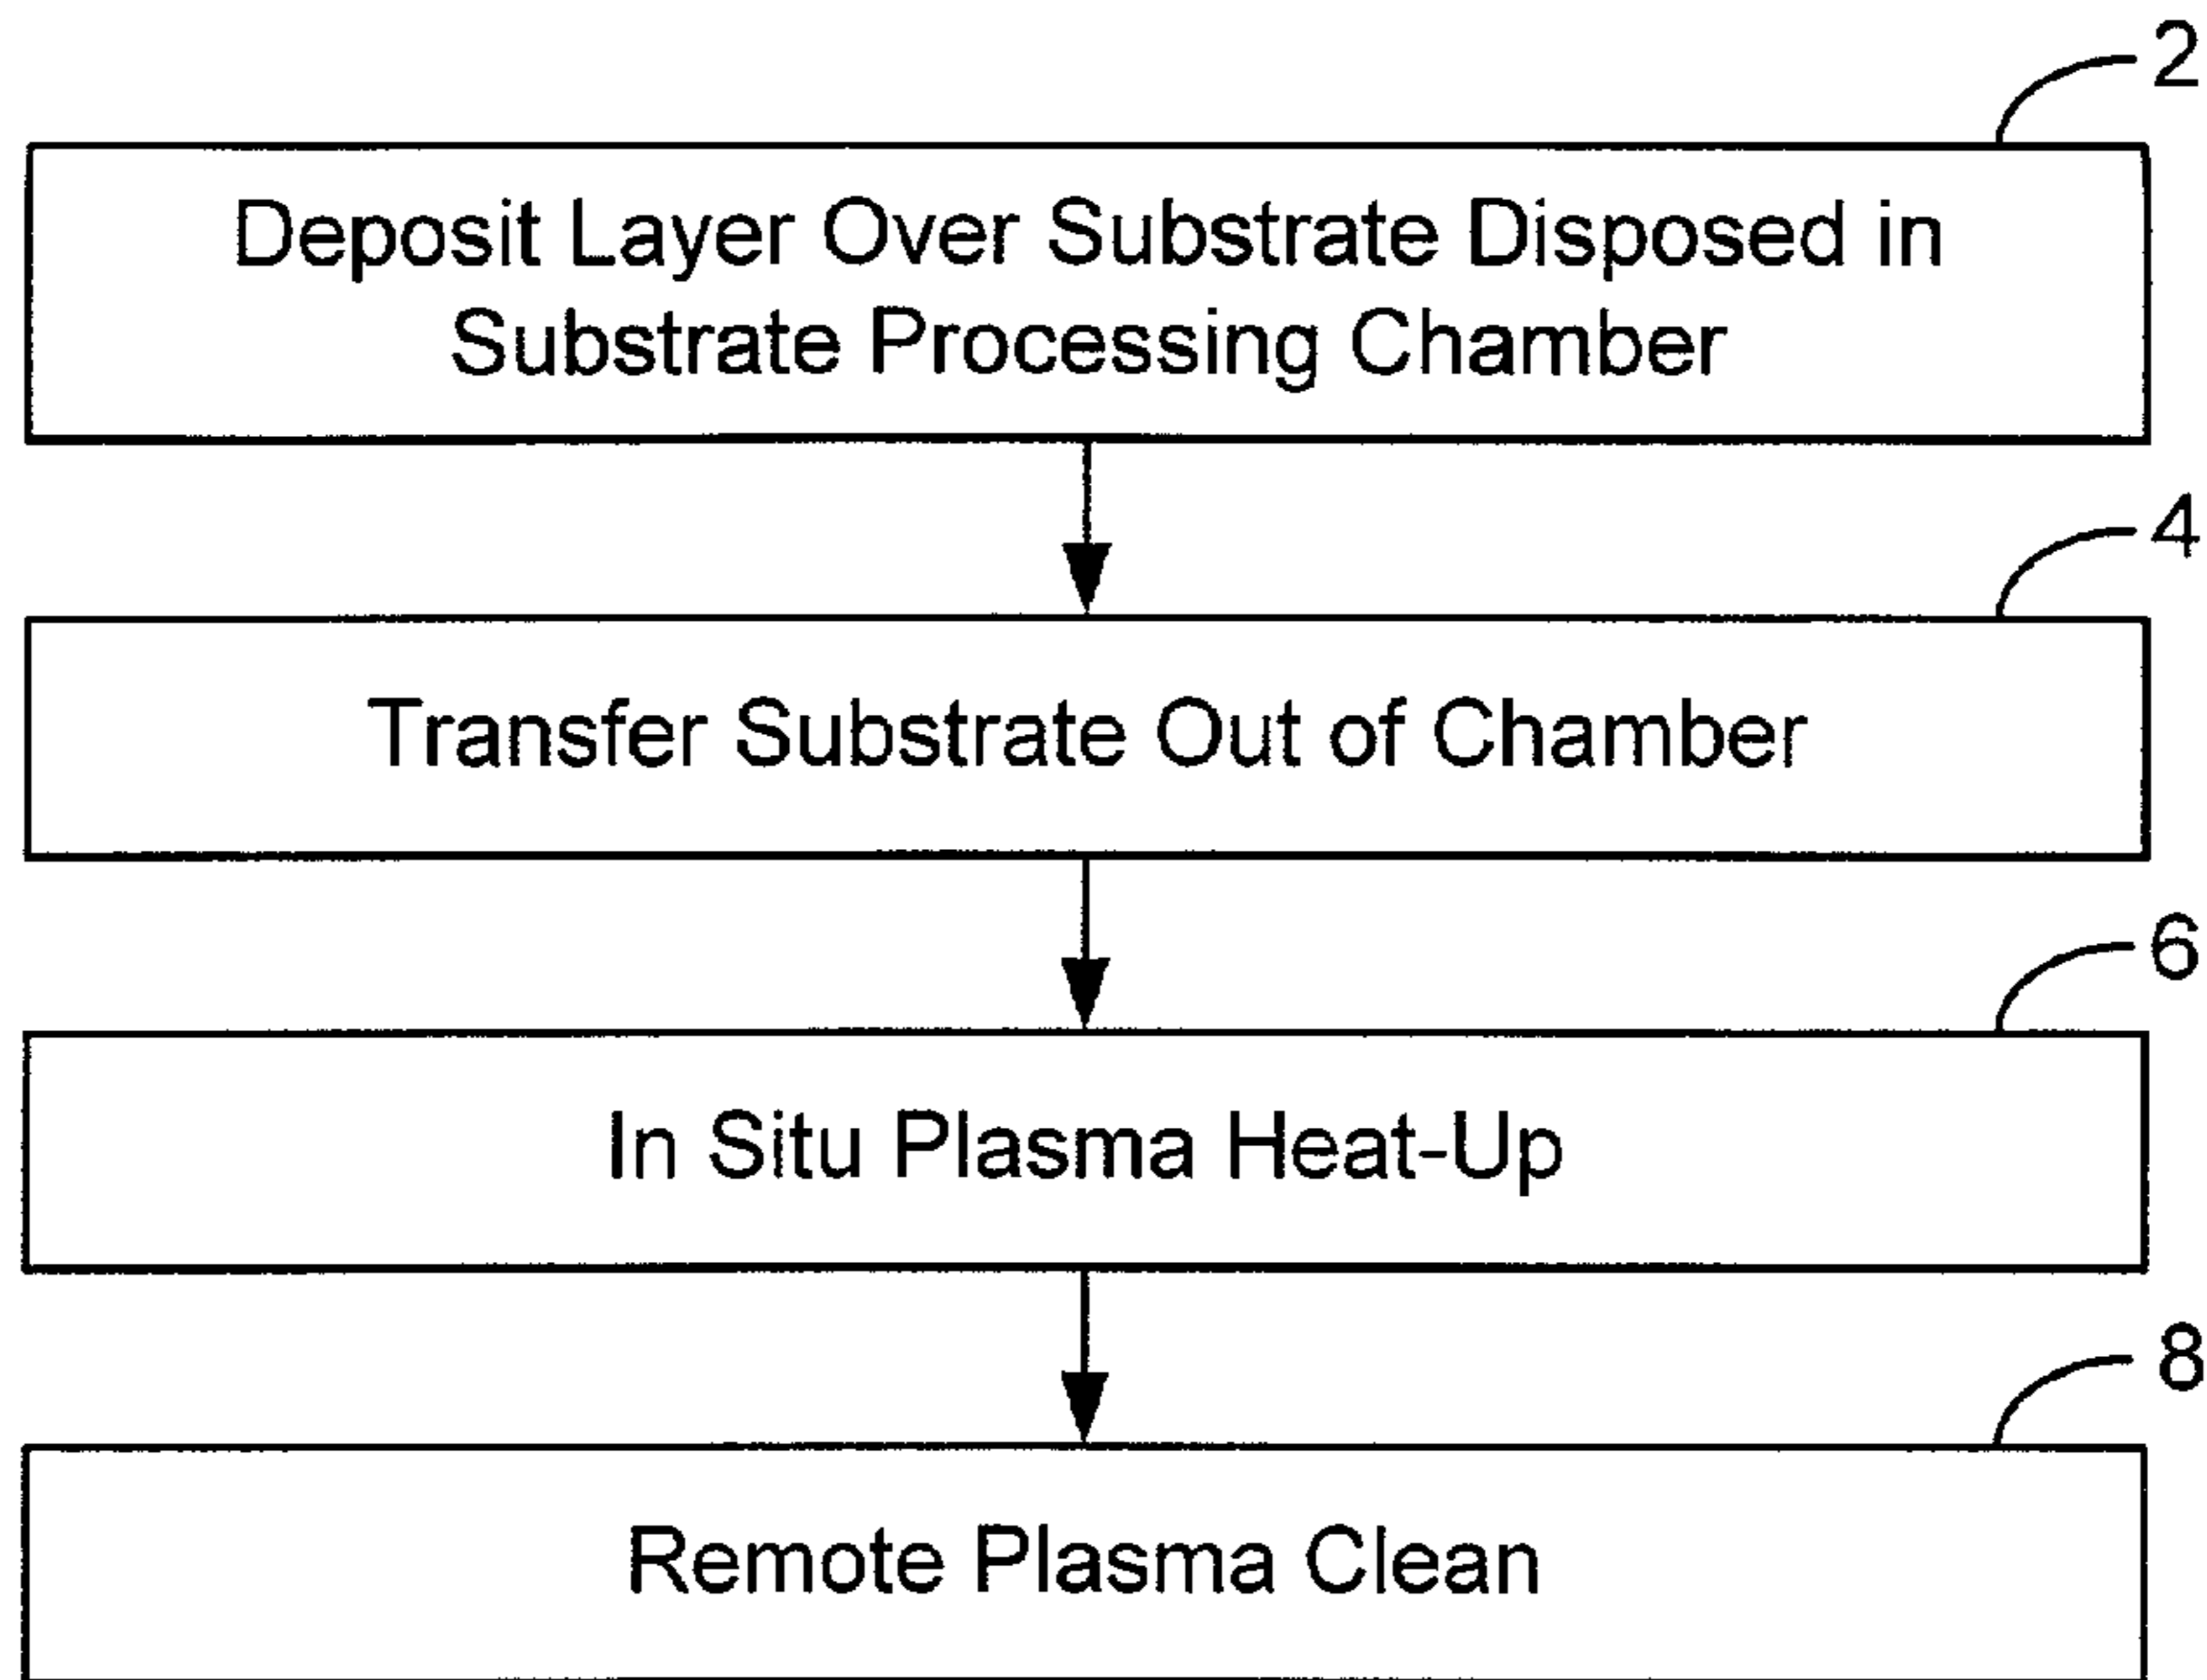 2
Deposit Layer Over Substrate Disposed in
Substrate Processing Chamber
4
Transfer Substrate Out of Chamber
6
In Situ Plasma Heat-Up
8
Remote Plasma Clean